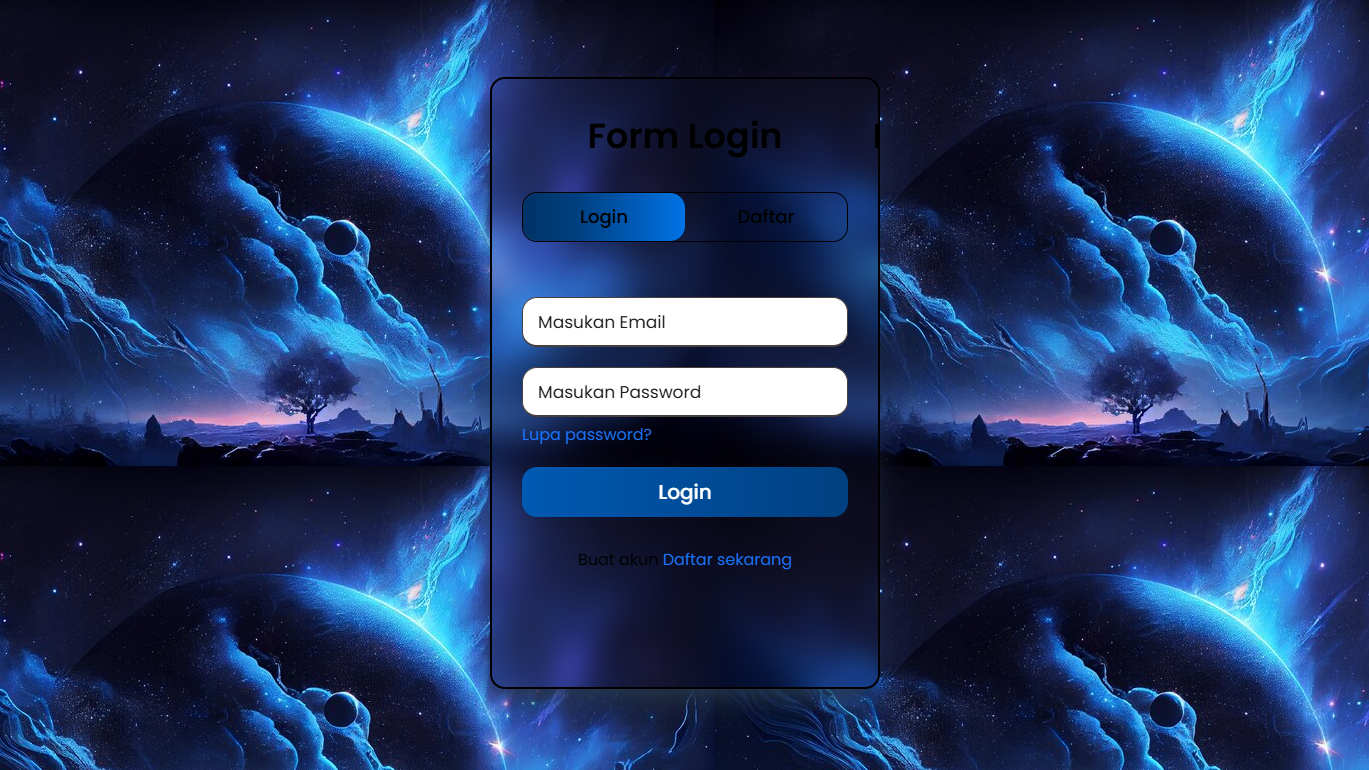 Form Login
Login Daftar
Masukan Email
Masukan Password
Lupa password?
Login
Buat akun Daftar sekarang